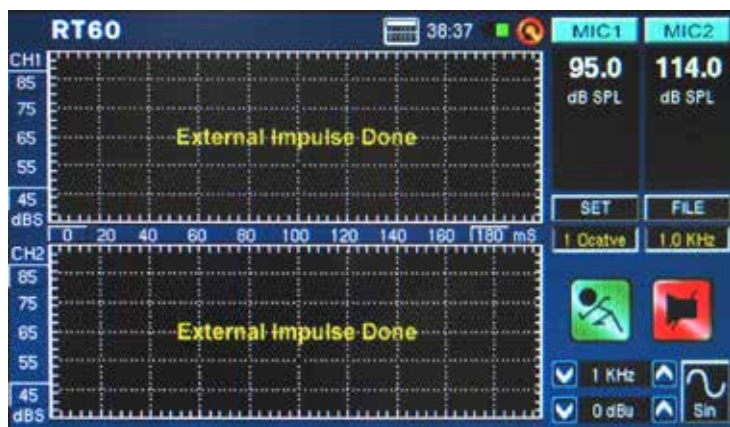 RT60 38:37 MIC1 MIC2
CH1
85
75
65
55
45
dBS
External Impulse Done
95.0 114.0
dB SPL dB SPL
SET FILE
0 20 40 60 80 100 120 140 160 180 mS
1 Ocatve 1.0 KHz
CH2
85
75
65
55
45
dBS
External Impulse Done
1 KHz
0 dBu
Sin